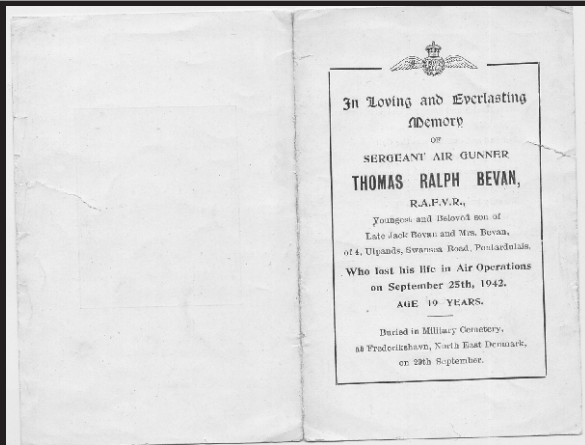 In Loving and Everlasting
Memory
OF
SERGEANT AIR GUNNER
THOMAS RALPH BEVAN,
R.A.F.V.R.,
Youngest and Beloved son of
Late Jack Bevan and Mrs. Bevan,
of 4, Ulpands, Swansea Road, Pontardulais.
Who lost his life in Air Operations
on September 25th, 1942.
AGE 19 YEARS.
Buried in Military Cemetery,
at Frederikshavn, North East Denmark,
on 29th September.